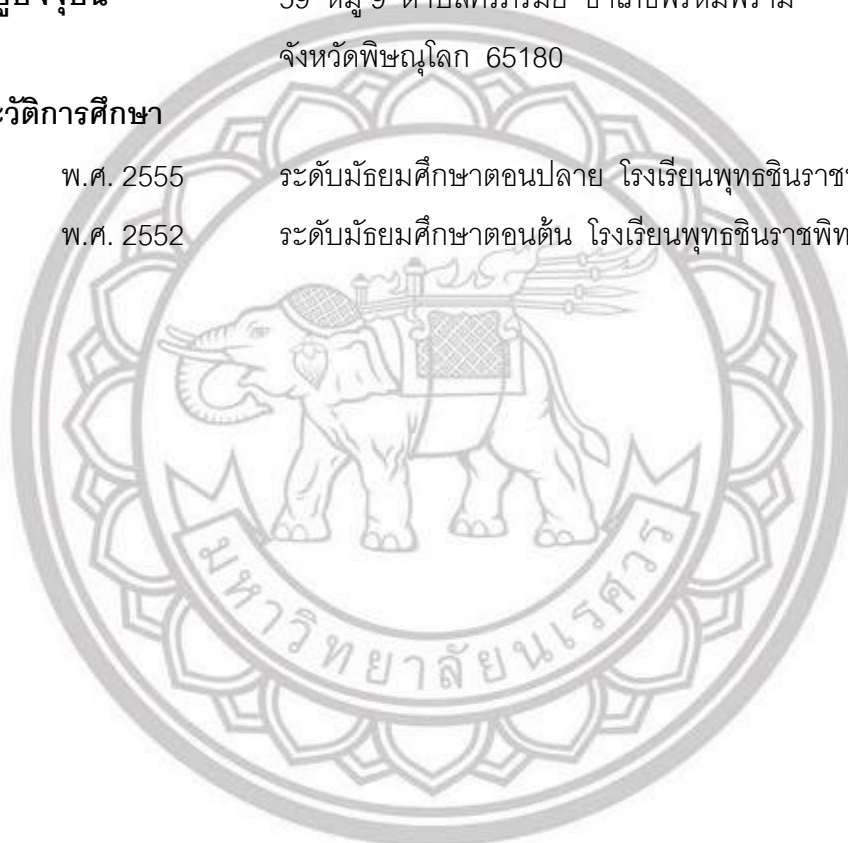 59 หมู่ 9
จังหวัดพิษณุโลก 65180
ะวัติการศึกษา
พ.ศ. 2555 ระดับมัธยมศึกษาตอนปลาย โรงเรียนพุทธชินราช
พ.ศ. 2552 ระดับมัธยมศึกษาตอนต้น โรงเรียนพุทธชินราชพิท
มหาวิทยาลัยนเรศวร